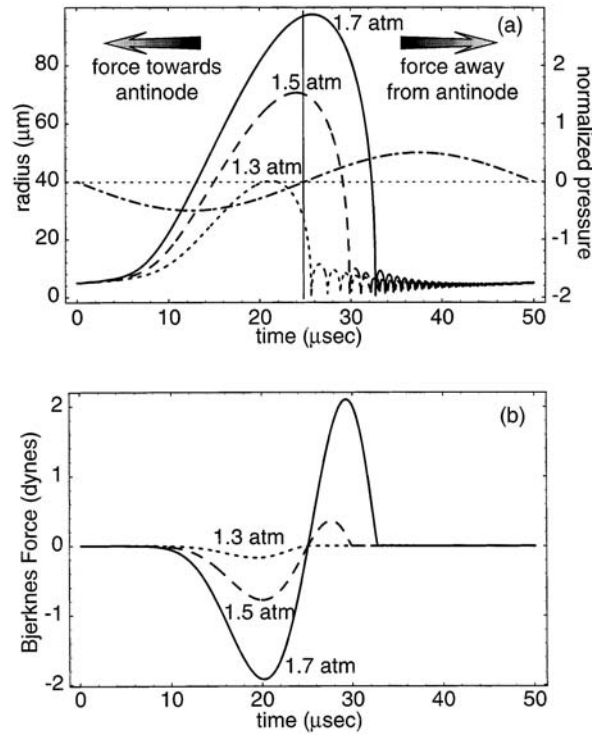 (a)
1.7 atm
force towards
antinode
force away
from antinode
1.5 atm
1.3 atm
radius (μm)
80
60
40
20
0
normalized pressure
2
1
0
-1
-2
0 10 20 30 40 50
time (μsec)
(b)
Bjerknes Force (dynes)
2
1
0
-1
-2
1.3 atm
1.5 atm
1.7 atm
0 10 20 30 40 50
time (μsec)